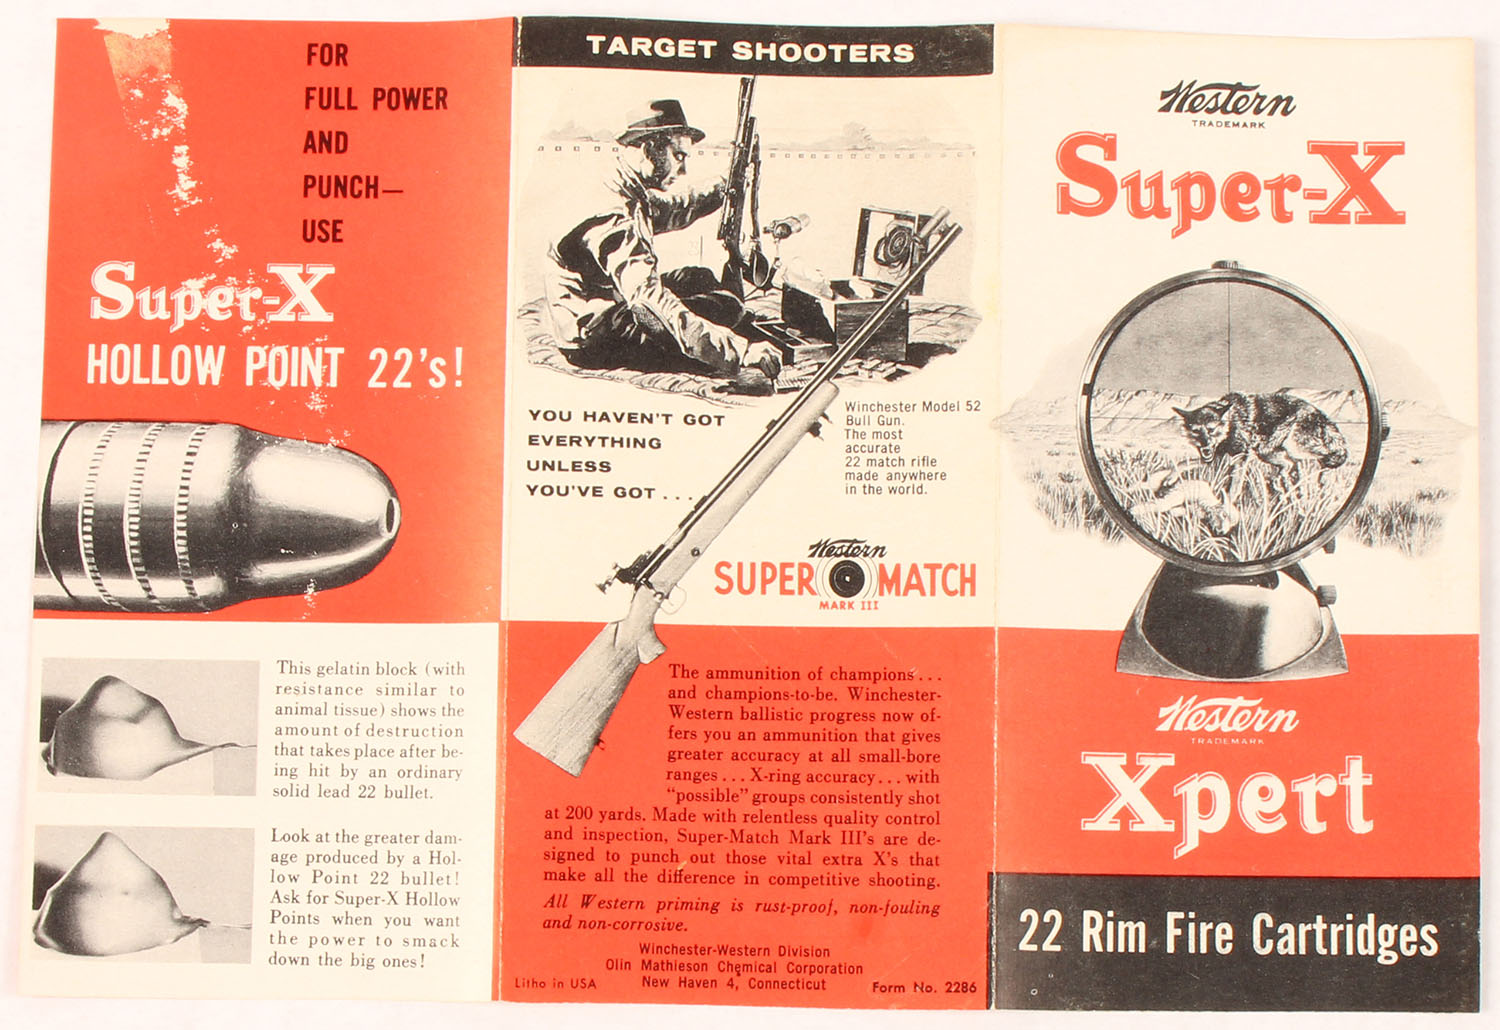 FOR
FULL POWER
AND
PUNCH—
USE
Super-X
HOLLOW POINT 22's!
This gelatin block (with
resistance similar to
animal tissue) shows the
amount of destruction
that takes place after be-
ing hit by an ordinary
solid lead 22 bullet.
Look at the greater dam-
age produced by a Hol-
low Point 22 bullet!
Ask for Super-X Hollow
Points when you want
the power to smack
down the big ones!
TARGET SHOOTERS
YOU HAVEN'T GOT
EVERYTHING
UNLESS
YOU'VE GOT...
Winchester Model 52
Bull Gun.
The most
accurate
22 match rifle
made anywhere
in the world.
Western
SUPER MATCH
MARK III
The ammunition of champions...
and champions-to-be. Winchester-
Western ballistic progress now of-
fers you an ammunition that gives
greater accuracy at all small-bore
ranges...X-ring accuracy...with
"possible" groups consistently shot
at 200 yards. Made with relentless quality control
and inspection, Super-Match Mark III's are de-
signed to punch out those vital extra X's that
make all the difference in competitive shooting.
All Western priming is rust-proof, non-fouling
and non-corrosive.
Winchester-Western Division
Olin Mathieson Chemical Corporation
New Haven 4, Connecticut
Litho in USA
Form No. 2286
Western
TRADEMARK
Super-X
Western
TRADEMARK
Xpert
22 Rim Fire Cartridges